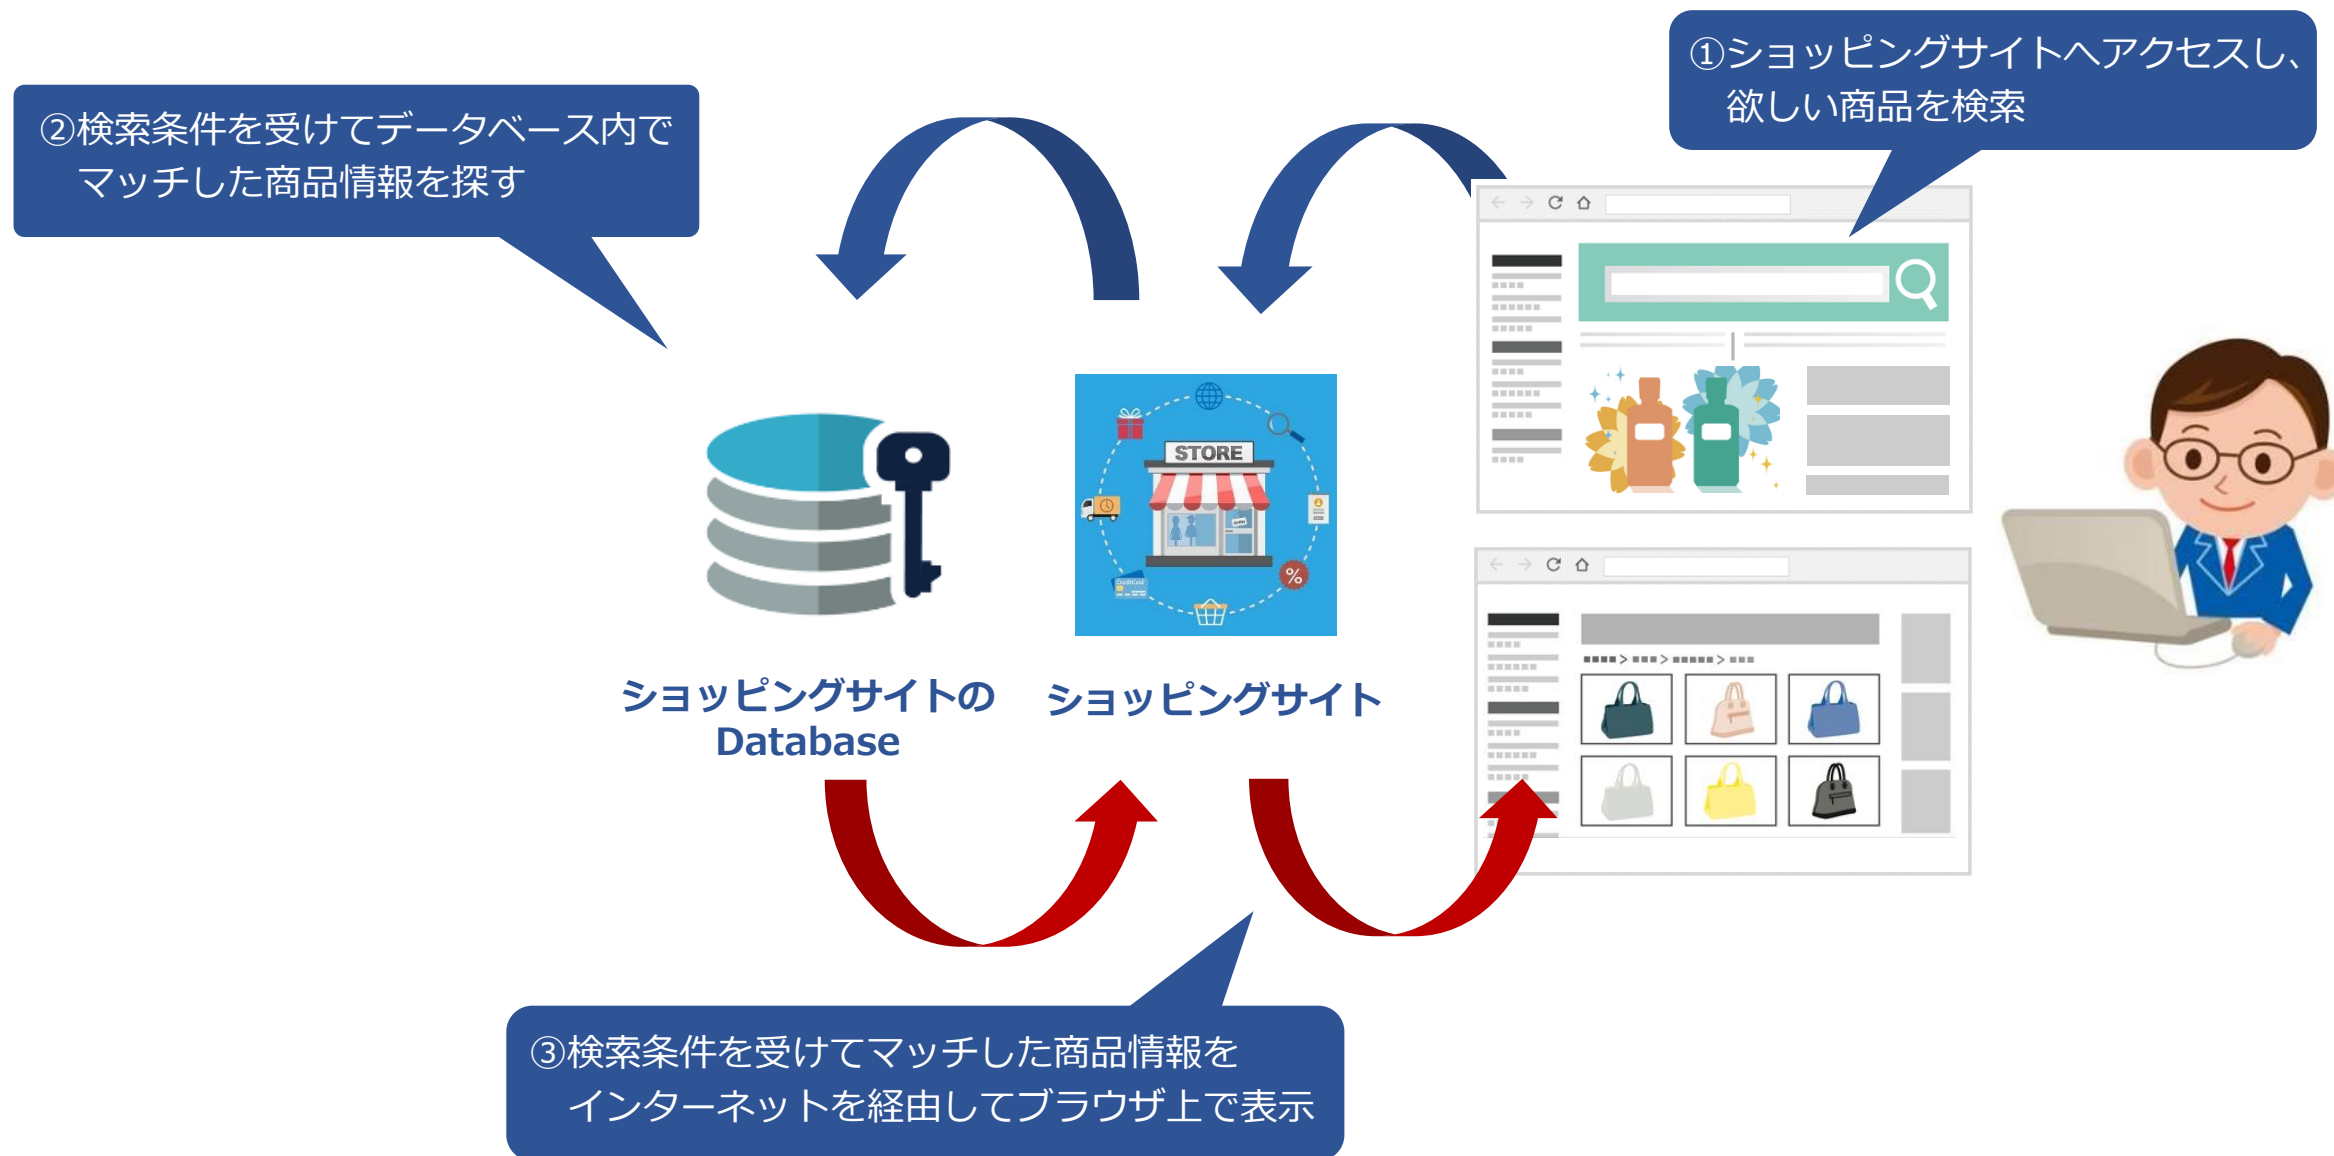 ①ショッピングサイトへアクセスし、
欲しい商品を検索
②検索条件を受けてデータベース内で
マッチした商品情報を探す
STORE
%
ショッピングサイトの
Database
ショッピングサイト
③検索条件を受けてマッチした商品情報を
インターネットを経由してブラウザ上で表示